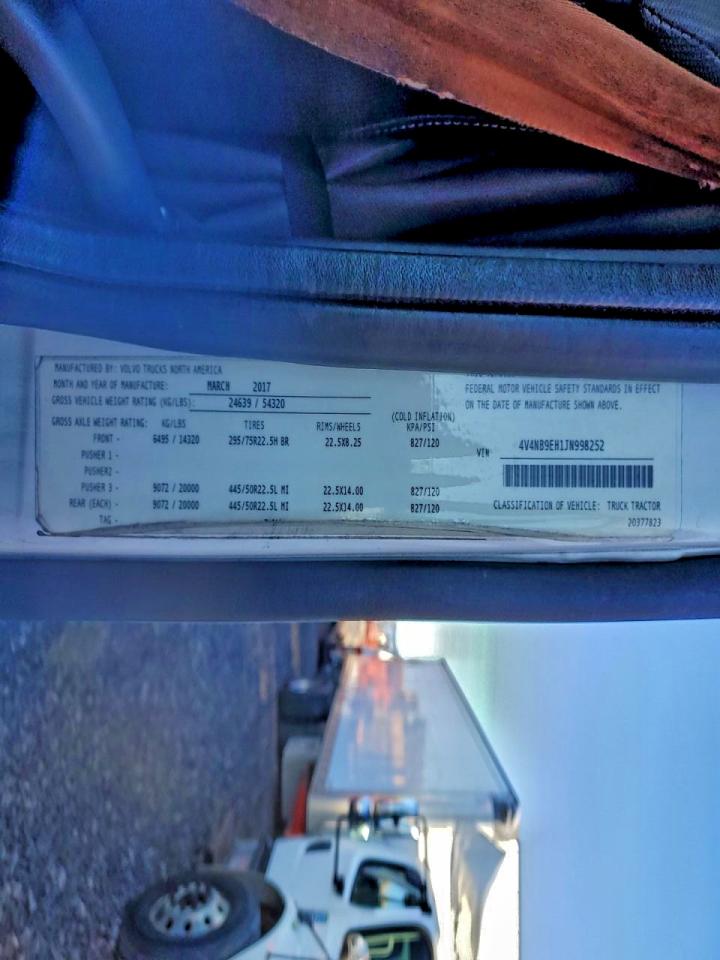 MANUFACTURED BY: VOLVO TRUCKS NORTH AMERICA
MONTH AND YEAR OF MANUFACTURE: MARCH 2017
GROSS VEHICLE WEIGHT RATING (KG/LBS): 24639 / 54320
GROSS AXLE WEIGHT RATING: KG/LBS TIRES RIMS/WHEELS (COLD INFLATION) KPA/PSI
FRONT - 6495 / 14320 295/75R22.5H BR 22.5X8.25 827/120
PUSHER 1 -
PUSHER2 -
PUSHER 3 - 9072 / 20000 445/50R22.5L MI 22.5X14.00 827/120
REAR (EACH) - 9072 / 20000 445/50R22.5L MI 22.5X14.00 827/120
TAG -
FEDERAL MOTOR VEHICLE SAFETY STANDARDS IN EFFECT
ON THE DATE OF MANUFACTURE SHOWN ABOVE.
VIN 4V4NB9EH1JN998252
CLASSIFICATION OF VEHICLE: TRUCK TRACTOR
20377823